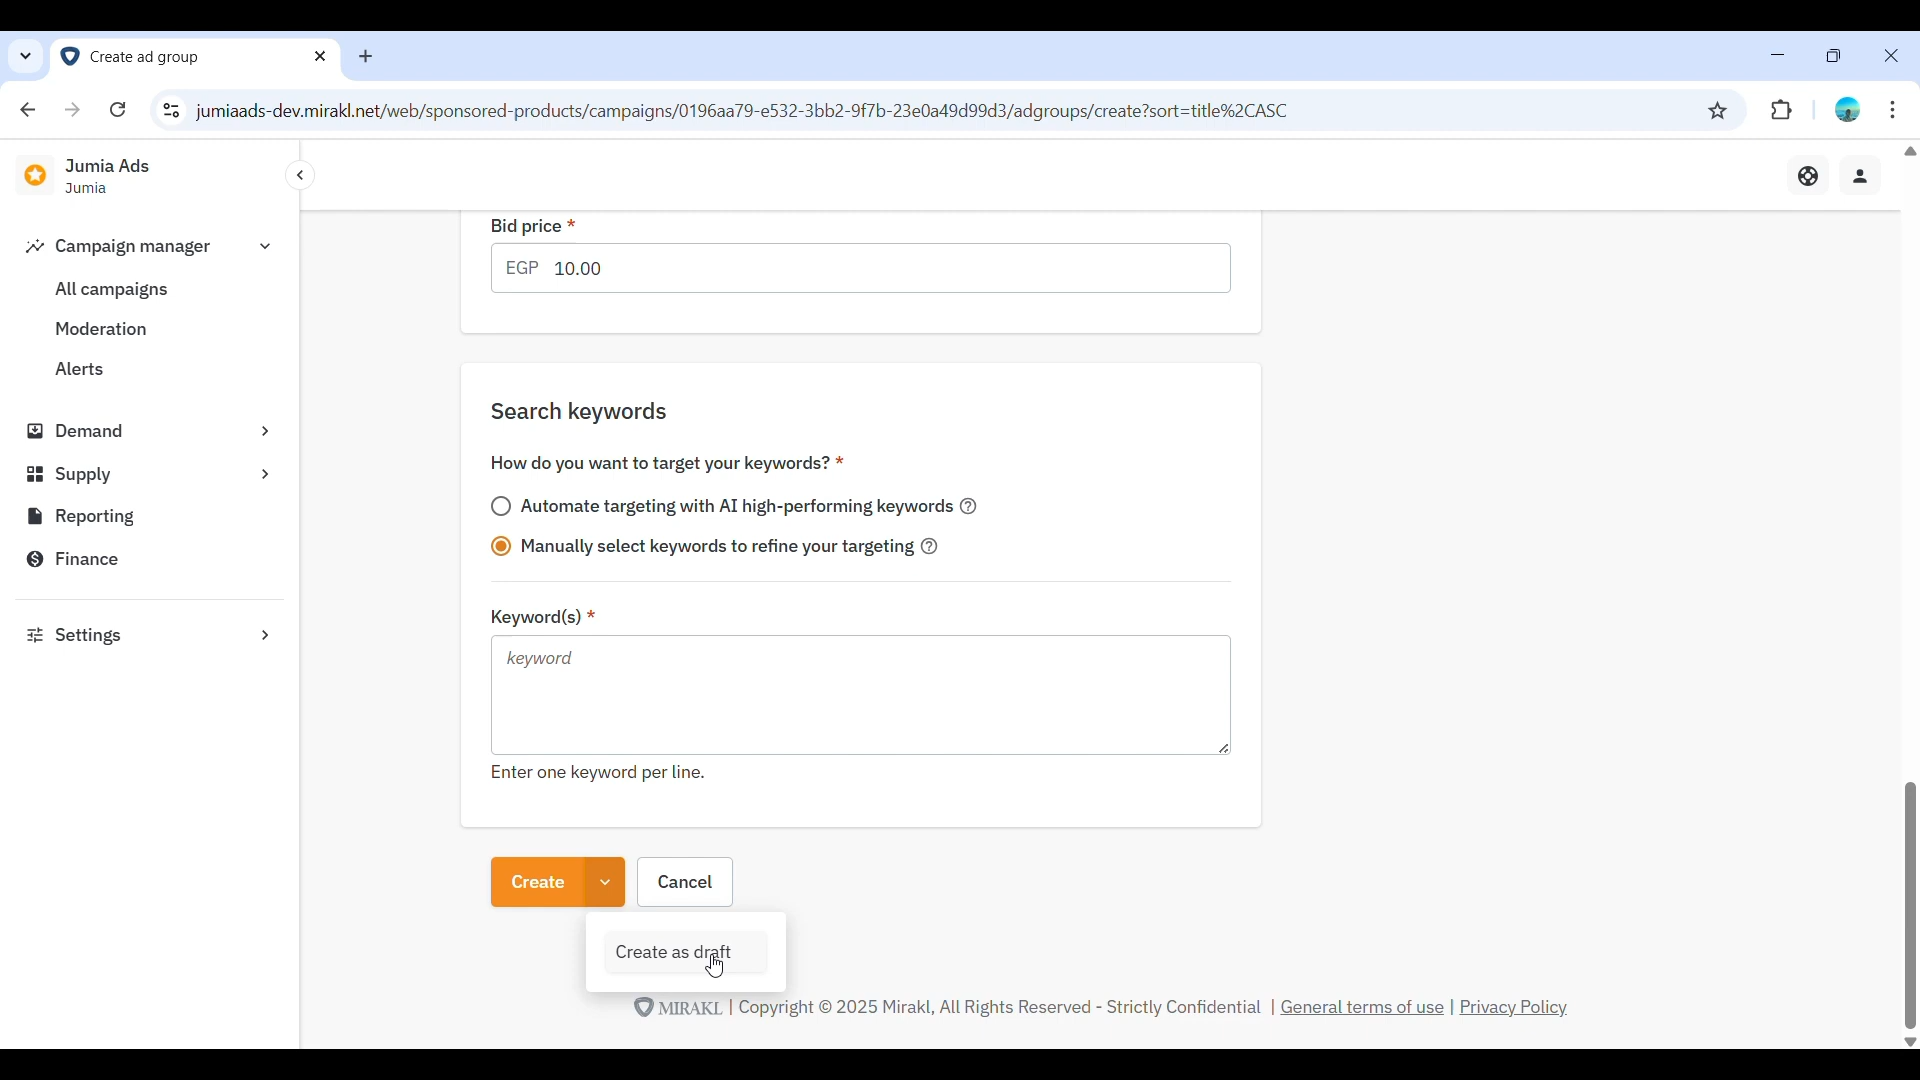 Create ad group
jumiaads-dev.mirakl.net/web/sponsored-products/campaigns/0196aa79-e532-3bb2-9f7b-23e0a49d99d3/adgroups/create?sort=title%2CASC
Jumia Ads
Jumia
Campaign manager
All campaigns
Moderation
Alerts
Demand
Supply
Reporting
Finance
Settings
Bid price *
EGP 10.00
Search keywords
How do you want to target your keywords? *
Automate targeting with AI high-performing keywords
Manually select keywords to refine your targeting
Keyword(s) *
keyword
Enter one keyword per line.
Create
Cancel
Create as draft
MIRAKL | Copyright © 2025 Mirakl, All Rights Reserved - Strictly Confidential | General terms of use | Privacy Policy